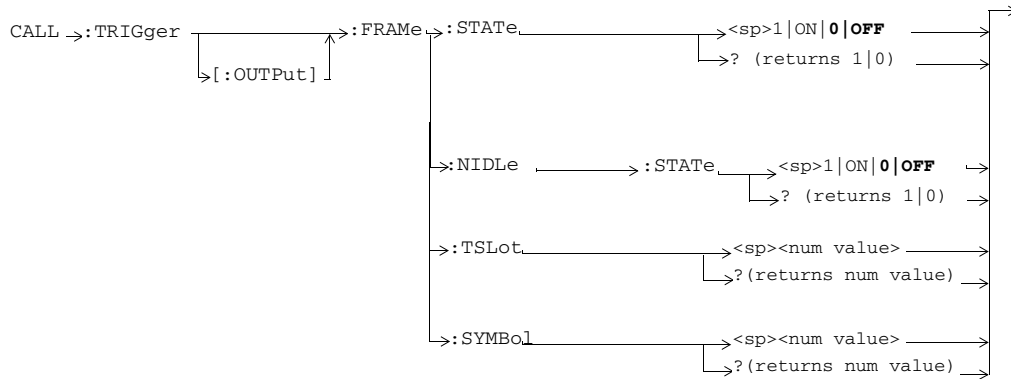 CALL :TRIGger :FRAMe :STATe <sp>1|ON|0|OFF
[:OUTPut] ? (returns 1|0)
:NIDLe :STATe <sp>1|ON|0|OFF
? (returns 1|0)
:TSLot <sp><num value>
?(returns num value)
:SYMBol <sp><num value>
?(returns num value)